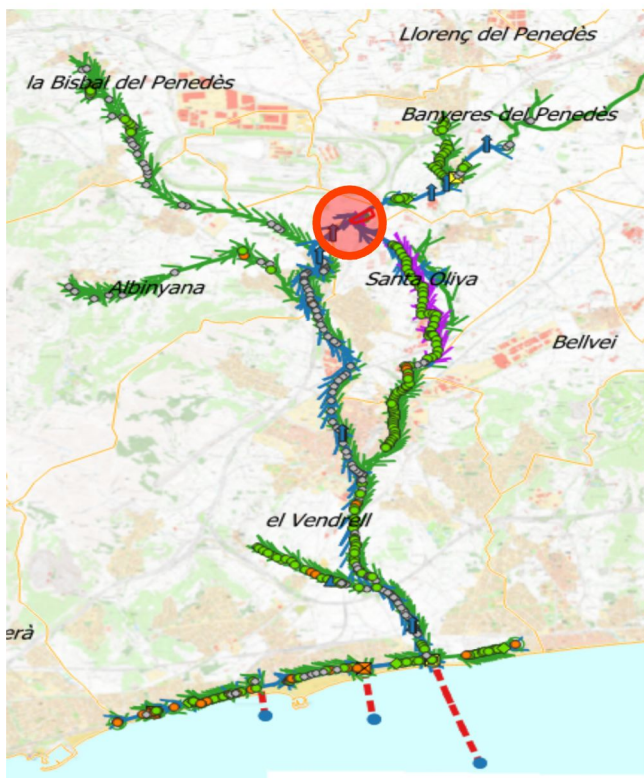 Llorenç del Penedès
la Bisbal del Penedès
Banyeres del Penedès
Albinyana
Santa Oliva
Bellvei
el Vendrell
erà